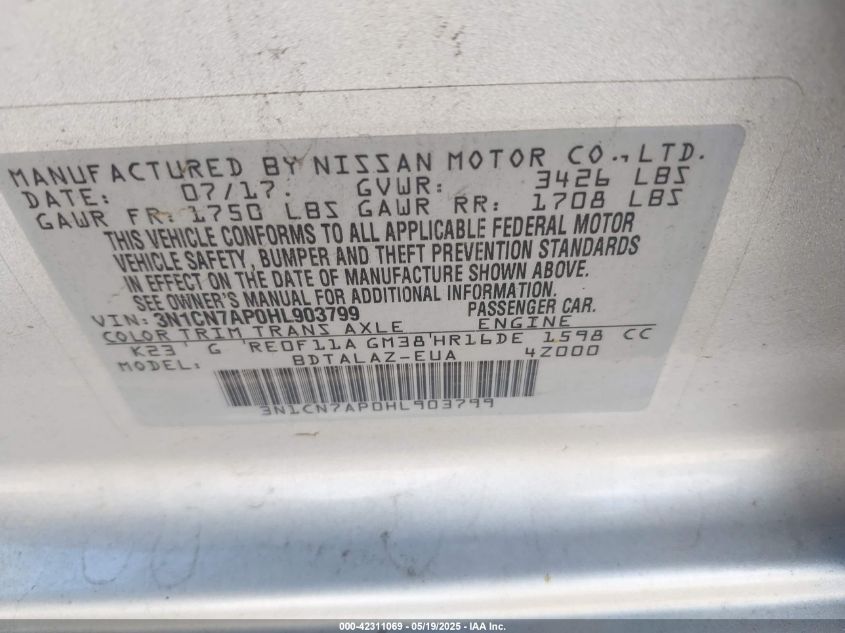 MANUFACTURED BY NISSAN MOTOR CO., LTD.
DATE: 07/17. GVWR: 3426 LBS
GAWR FR: 1750 LBS GAWR RR: 1708 LBS
THIS VEHICLE CONFORMS TO ALL APPLICABLE FEDERAL MOTOR
VEHICLE SAFETY, BUMPER AND THEFT PREVENTION STANDARDS
IN EFFECT ON THE DATE OF MANUFACTURE SHOWN ABOVE.
SEE OWNER'S MANUAL FOR ADDITIONAL INFORMATION.
VIN: 3N1CN7AP0HL903799 PASSENGER CAR.
COLOR TRIM TRANS AXLE ENGINE
K23 G 'RE0F11A GM38'HR16DE 1598 CC
MODEL: BDTALAZ-EUA 4Z000
3N1CN7AP0HL903799
000-42311069 - 05/19/2025 - IAA Inc.